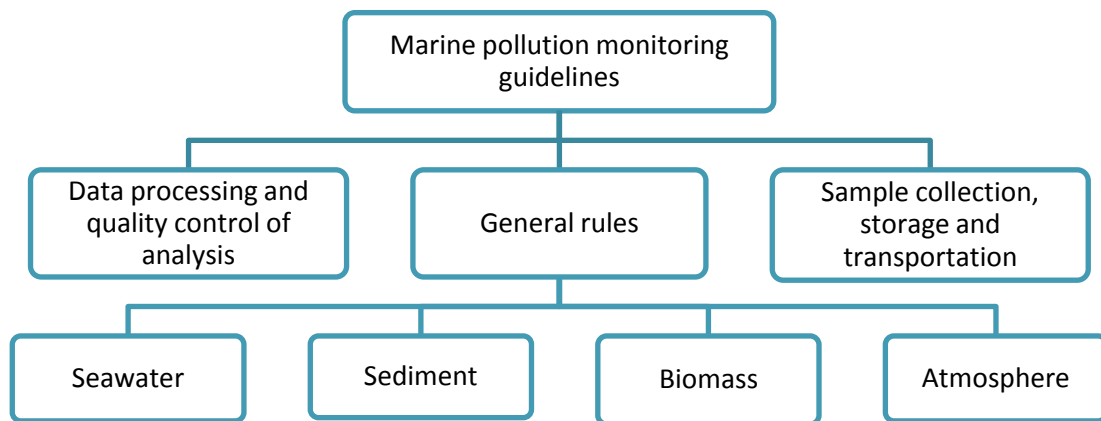 Marine pollution monitoring
guidelines
Data processing and
quality control of
analysis
General rules
Sample collection,
storage and
transportation
Seawater
Sediment
Biomass
Atmosphere